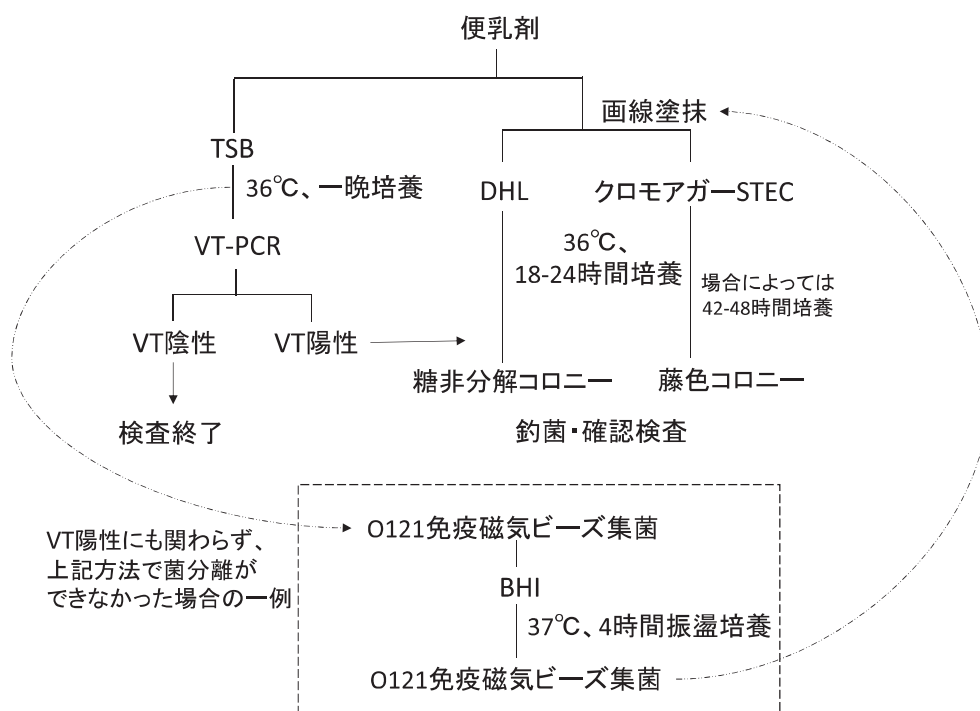 便乳剤
画線塗抹
TSB
36℃、一晩培養
DHL
クロモアガーSTEC
VT-PCR
36℃、
18-24時間培養
場合によっては
42-48時間培養
VT陰性
VT陽性
糖非分解コロニー
藤色コロニー
検査終了
釣菌・確認検査
VT陽性にも関わらず、
上記方法で菌分離が
できなかった場合の一例
O121免疫磁気ビーズ集菌
BHI
37℃、4時間振盪培養
O121免疫磁気ビーズ集菌